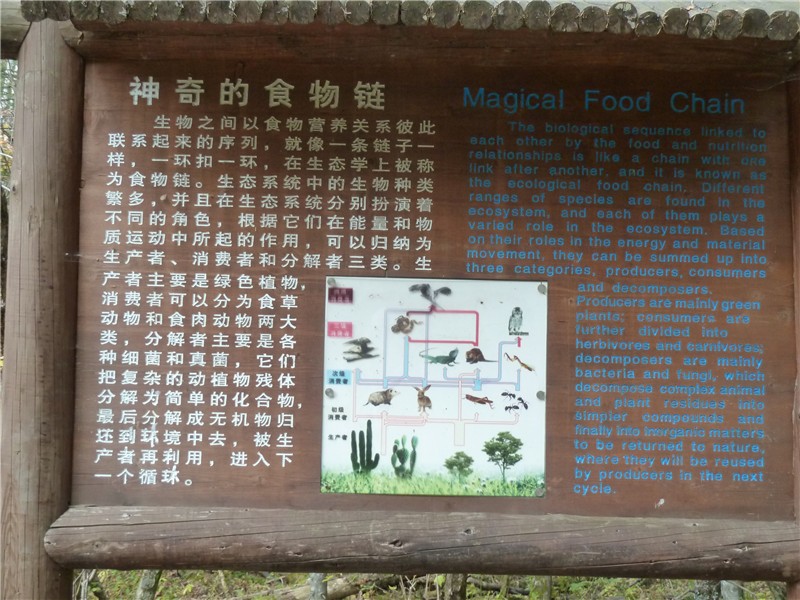 神奇的食物链
生物之间以食物营养关系彼此
联系起来的序列，就像一条链子一
样，一环扣一环，在生态学上被称
为食物链。生态系统中的生物种类
繁多，并且在生态系统分别扮演着
不同的角色，根据它们在能量和物
质运动中所起的作用，可以归纳为
生产者、消费者和分解者三类。生
产者主要是绿色植物，
消费者可以分为食草
动物和食肉动物两大
类，分解者主要是各
种细菌和真菌，它们
把复杂的动植物残体
分解为简单的化合物，
最后分解成无机物归
还到环境中去，被生
产者再利用，进入下
一个循环。
Magical Food Chain
The biological sequence linked to
each other by the food and nutrition
relationships is like a chain with one
link after another, and it is known as
the ecological food chain. Different
ranges of species are found in the
ecosystem, and each of them plays a
varied role in the ecosystem. Based
on their roles in the energy and material
movement, they can be summed up into
three categories, producers, consumers
and decomposers.
Producers are mainly green
plants; consumers are
further divided into
herbivores and carnivores;
decomposers are mainly
bacteria and fungi, which
decompose complex animal
and plant residues into
simpler compounds and
finally into inorganic matters
to be returned to nature,
where they will be reused
by producers in the next
cycle.
次级
消费者
初级
消费者
生产者